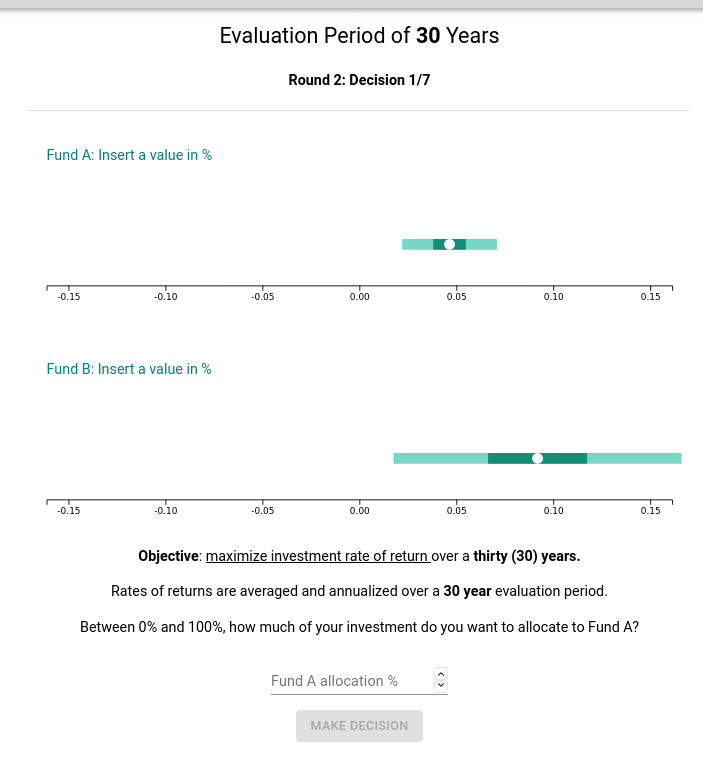 Evaluation Period of 30 Years
Round 2: Decision 1/7
Fund A: Insert a value in %
-0.15 -0.10 -0.05 0.00 0.05 0.10 0.15
Fund B: Insert a value in %
-0.15 -0.10 -0.05 0.00 0.05 0.10 0.15
Objective: maximize investment rate of return over a thirty (30) years.
Rates of returns are averaged and annualized over a 30 year evaluation period.
Between 0% and 100%, how much of your investment do you want to allocate to Fund A?
Fund A allocation %
MAKE DECISION